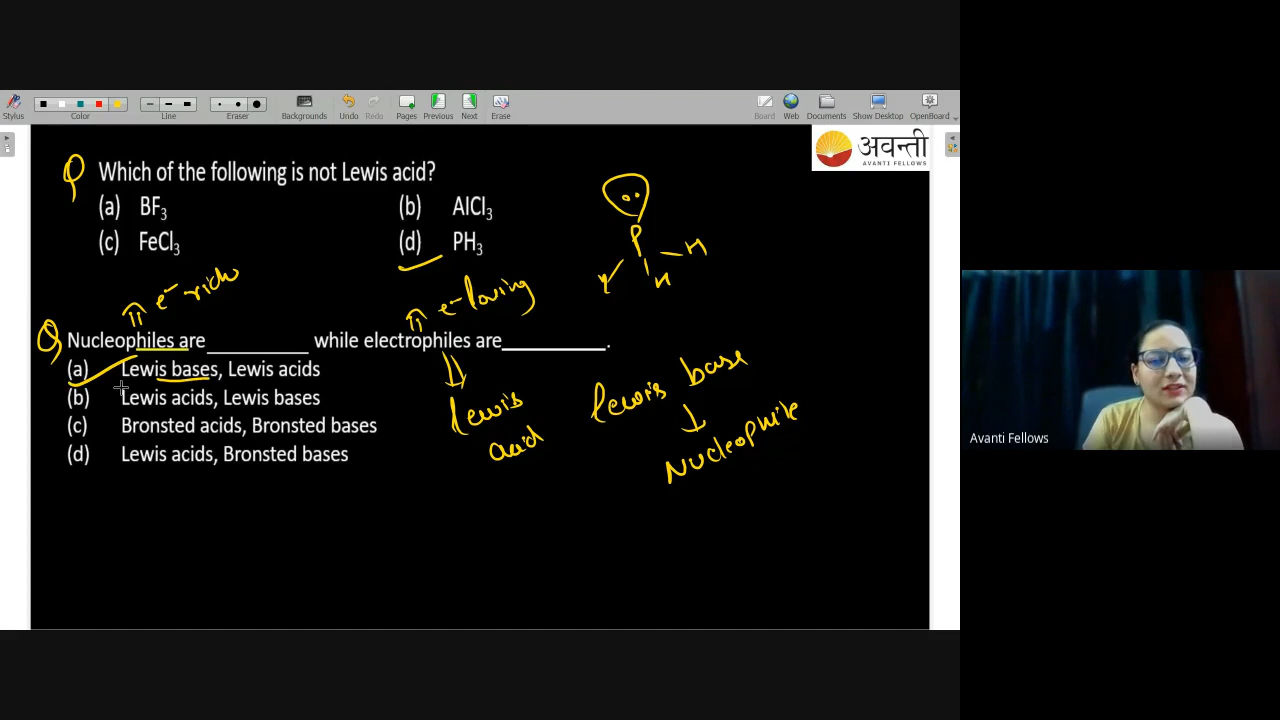 Stylus
Color
Line
Eraser
Backgrounds
Undo
Redo
Pages
Previous
Next
Erase
Board
Web
Documents
Show Desktop
OpenBoard
अवन्ती
AVANTI FELLOWS
Q Which of the following is not Lewis acid?
(a) BF₃ (b) AlCl₃
(c) FeCl₃ (d) PH₃
P
H
H
e⁻ rich
e⁻ loving
Q Nucleophiles are __________ while electrophiles are__________.
(a) Lewis bases, Lewis acids
(b) Lewis acids, Lewis bases
(c) Bronsted acids, Bronsted bases
(d) Lewis acids, Bronsted bases
Lewis
acid
Lewis base
Nucleophile
Avanti Fellows